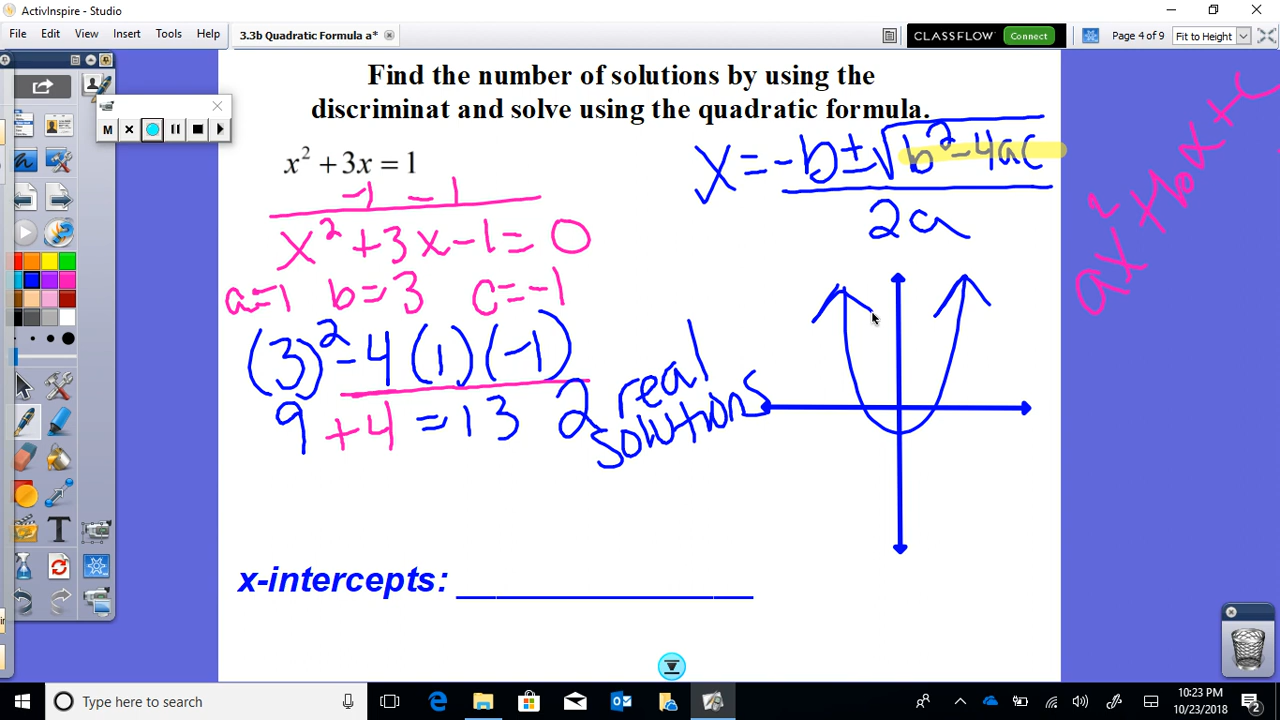 ActivInspire - Studio
File Edit View Insert Tools Help
3.3b Quadratic Formula a*
CLASSFLOW Connect
Page 4 of 9
Fit to Height
M
Find the number of solutions by using the
discriminat and solve using the quadratic formula.
x² + 3x = 1
-1 -1
x² + 3x - 1 = 0
a=1 b=3 c=-1
(3)² - 4(1)(-1)
9 + 4 = 13 2 real solutions
x = -b ± √b² - 4ac
2a
ax² + bx + c
x-intercepts: _________________
Type here to search
10:23 PM
10/23/2018
2